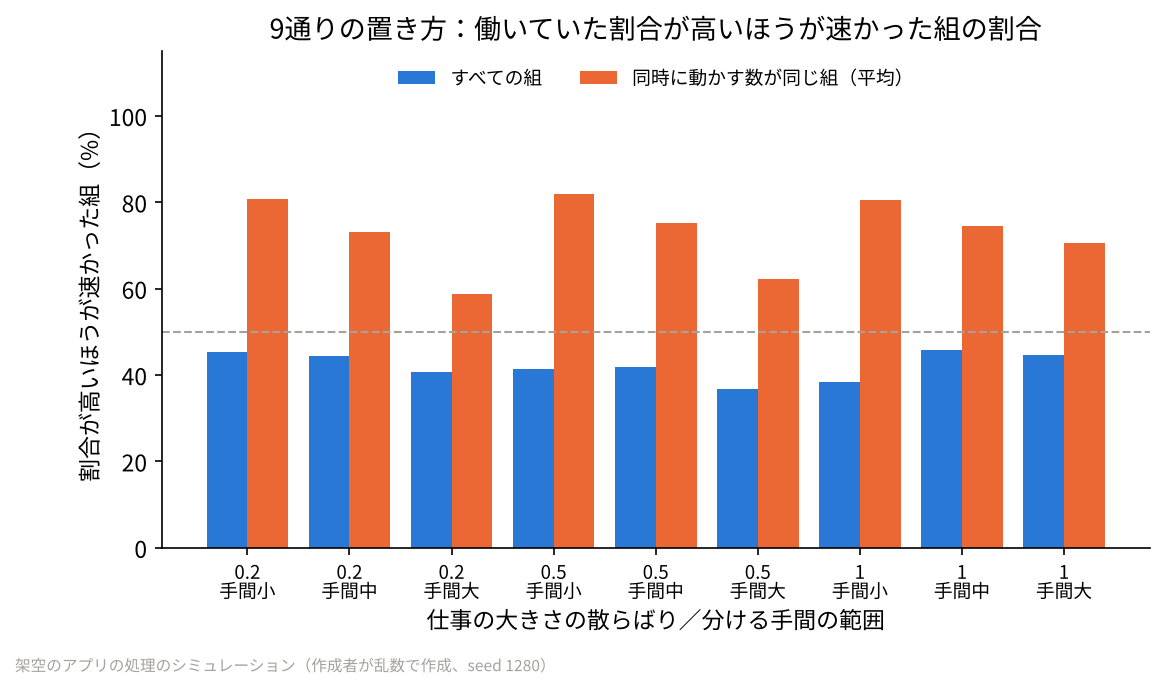 9通りの置き方：働いていた割合が高いほうが速かった組の割合
すべての組
同時に動かす数が同じ組（平均）
割合が高いほうが速かった組（%）
100
80
60
40
20
0
0.2
手間小
0.2
手間中
0.2
手間大
0.5
手間小
0.5
手間中
0.5
手間大
1
手間小
1
手間中
1
手間大
仕事の大きさの散らばり／分ける手間の範囲
架空のアプリの処理のシミュレーション（作成者が乱数で作成、seed 1280）